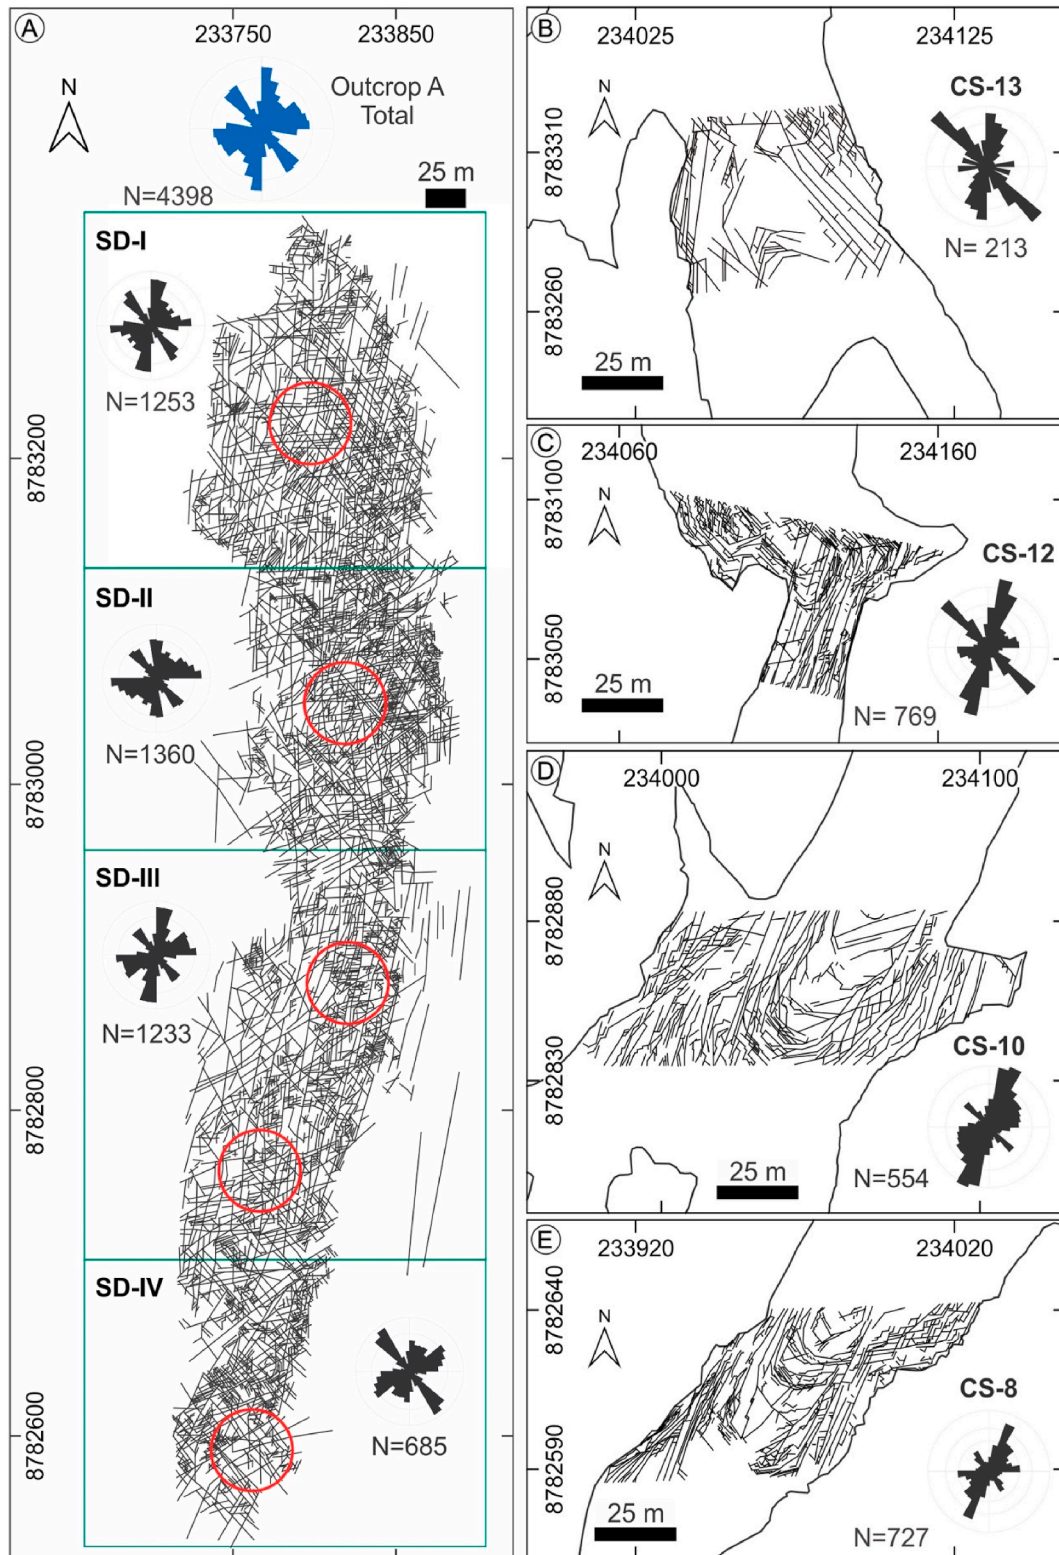 A
233750
233850
N
Outcrop A
Total
25 m
N=4398
SD-I
N=1253
8783200
SD-II
N=1360
8783000
SD-III
N=1233
8782800
SD-IV
N=685
8782600
B
234025
234125
N
CS-13
8783310
N= 213
8783260
25 m
C
234060
234160
8783100
N
CS-12
8783050
25 m
N= 769
D
234000
234100
N
8782880
8782830
CS-10
25 m
N=554
E
233920
234020
8782640
N
CS-8
8782590
25 m
N=727